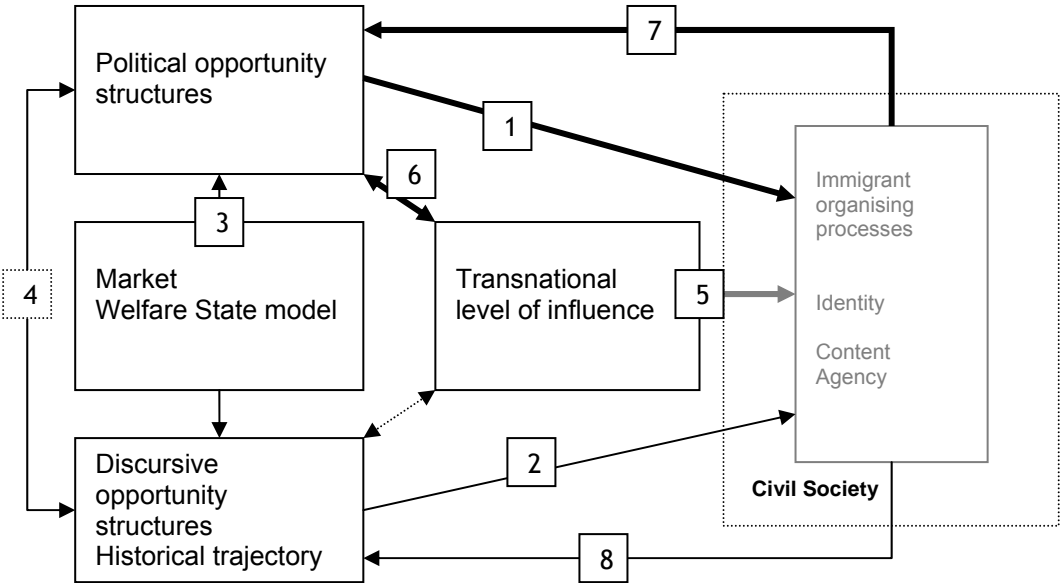 7
Political opportunity
structures
1
6
Immigrant
organising
processes
3
4
Market
Welfare State model
Transnational
level of influence
5
Identity
Content
Agency
Discursive
opportunity
structures
Historical trajectory
2
Civil Society
8